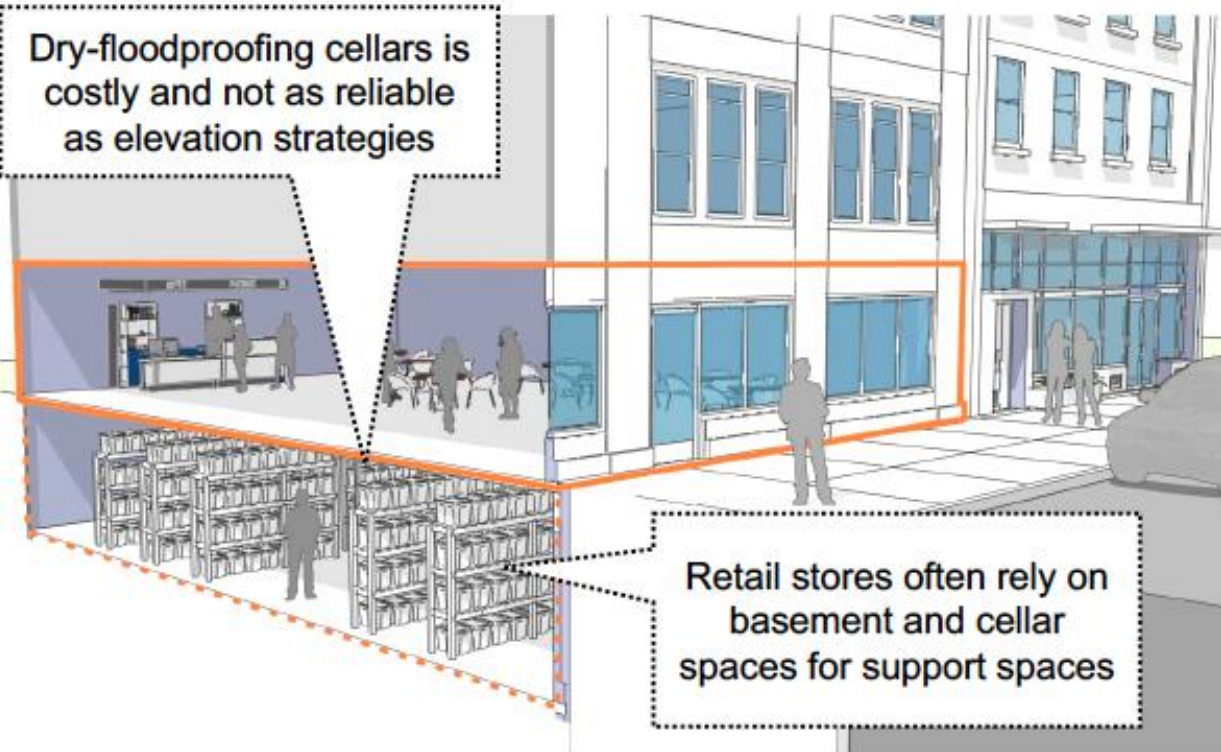 Dry-floodproofing cellars is
costly and not as reliable
as elevation strategies
Retail stores often rely on
basement and cellar
spaces for support spaces